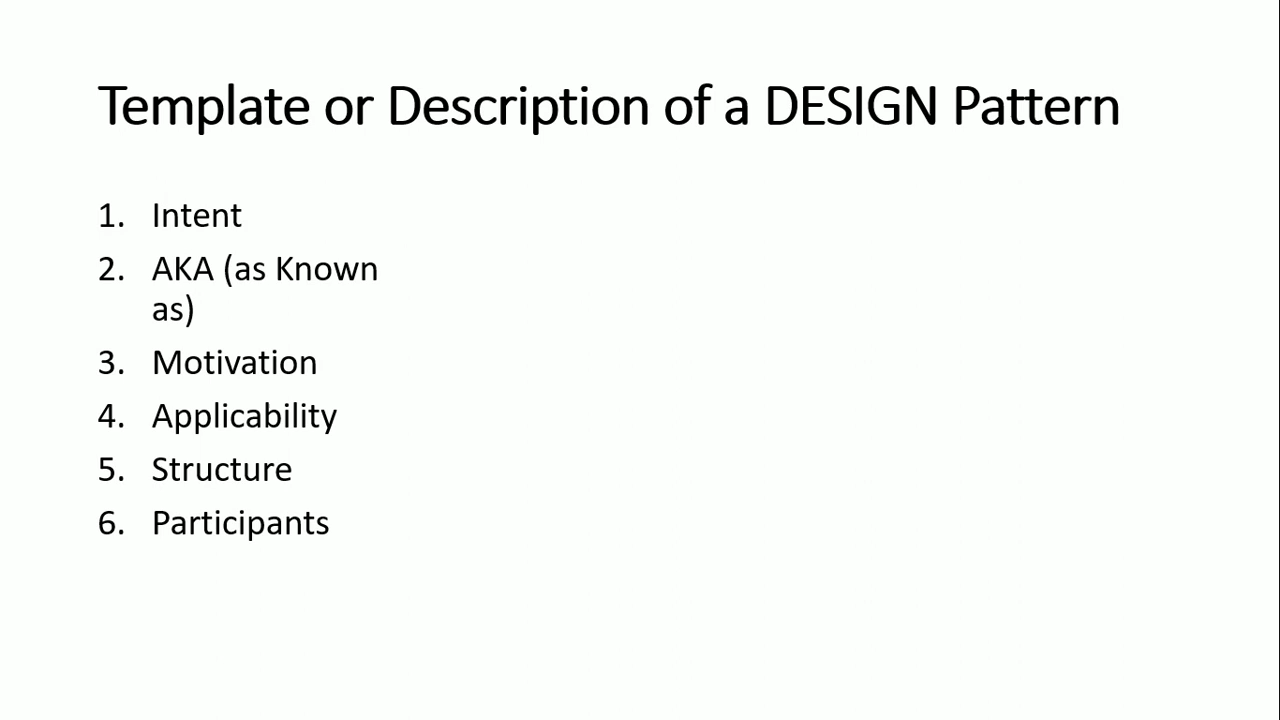 Template or Description of a DESIGN Pattern
1. Intent
2. AKA (as Known
as)
3. Motivation
4. Applicability
5. Structure
6. Participants